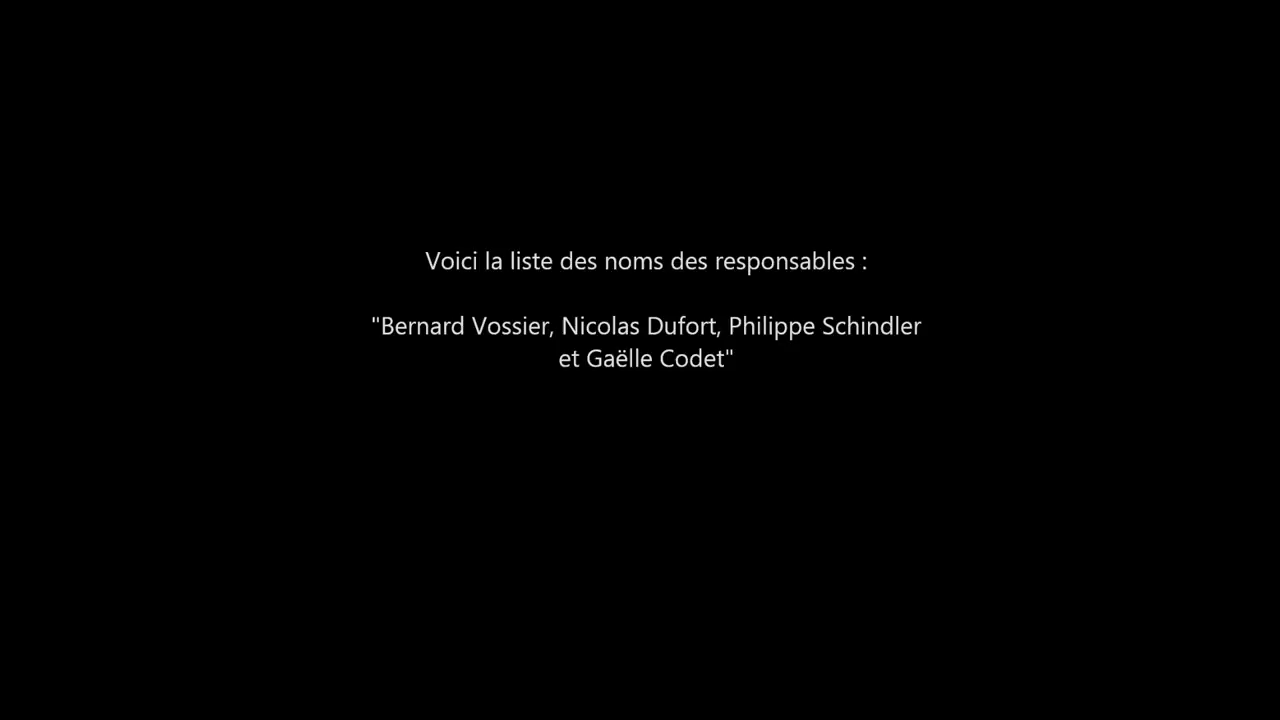 Voici la liste des noms des responsables :
"Bernard Vossier, Nicolas Dufort, Philippe Schindler
et Gaëlle Codet"